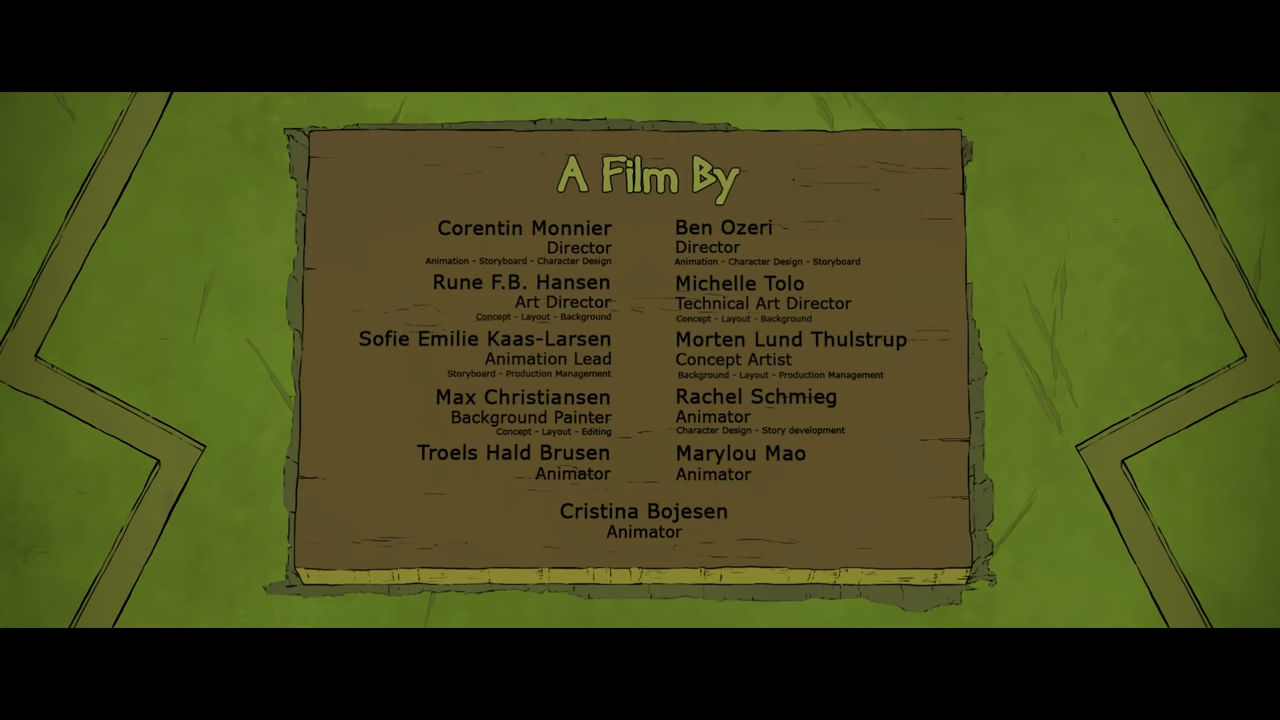 A Film By
Corentin Monnier
Director
Animation - Storyboard - Character Design
Ben Ozeri
Director
Animation - Character Design - Storyboard
Rune F.B. Hansen
Art Director
Concept - Layout - Background
Michelle Tolo
Technical Art Director
Concept - Layout - Background
Sofie Emilie Kaas-Larsen
Animation Lead
Storyboard - Production Management
Morten Lund Thulstrup
Concept Artist
Background - Layout - Production Management
Max Christiansen
Background Painter
Concept - Layout - Editing
Rachel Schmieg
Animator
Character Design - Story development
Troels Hald Brusen
Animator
Marylou Mao
Animator
Cristina Bojesen
Animator